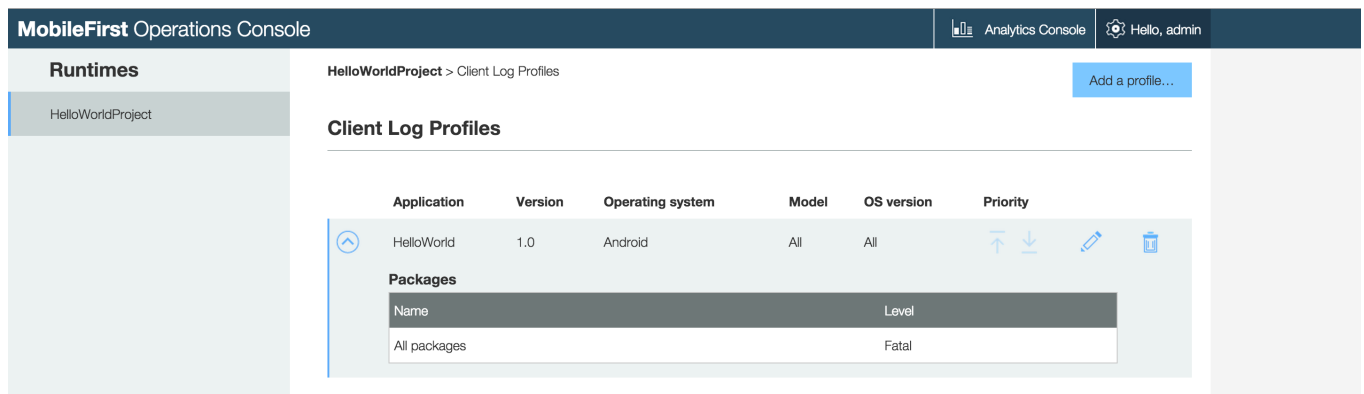 MobileFirst Operations Console
Analytics Console
Hello, admin
Runtimes
HelloWorldProject
HelloWorldProject > Client Log Profiles
Add a profile...
Client Log Profiles
Application Version Operating system Model OS version Priority
HelloWorld 1.0 Android All All
Packages
Name Level
All packages Fatal